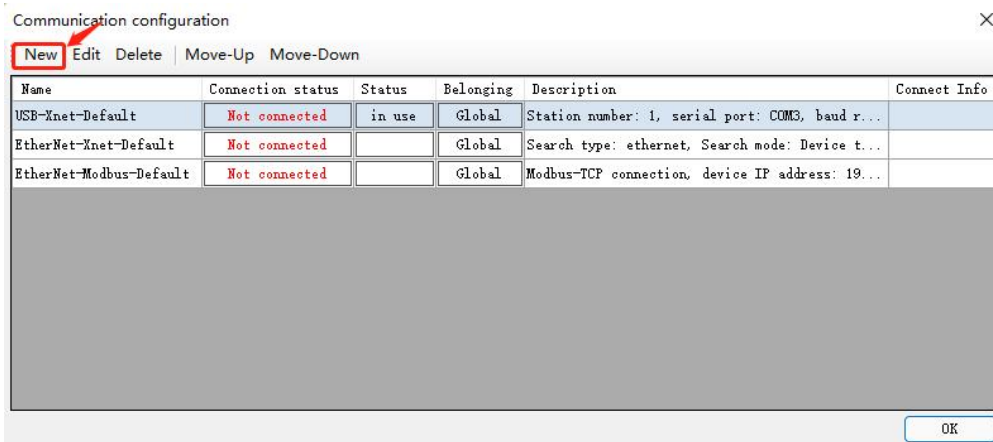 Communication configuration
New Edit Delete Move-Up Move-Down
Name Connection status Status Belonging Description Connect Info
USB-Xnet-Default Not connected in use Global Station number: 1, serial port: COM3, baud r...
EtherNet-Xnet-Default Not connected Global Search type: ethernet, Search mode: Device t...
EtherNet-Modbus-Default Not connected Global Modbus-TCP connection, device IP address: 19...
OK